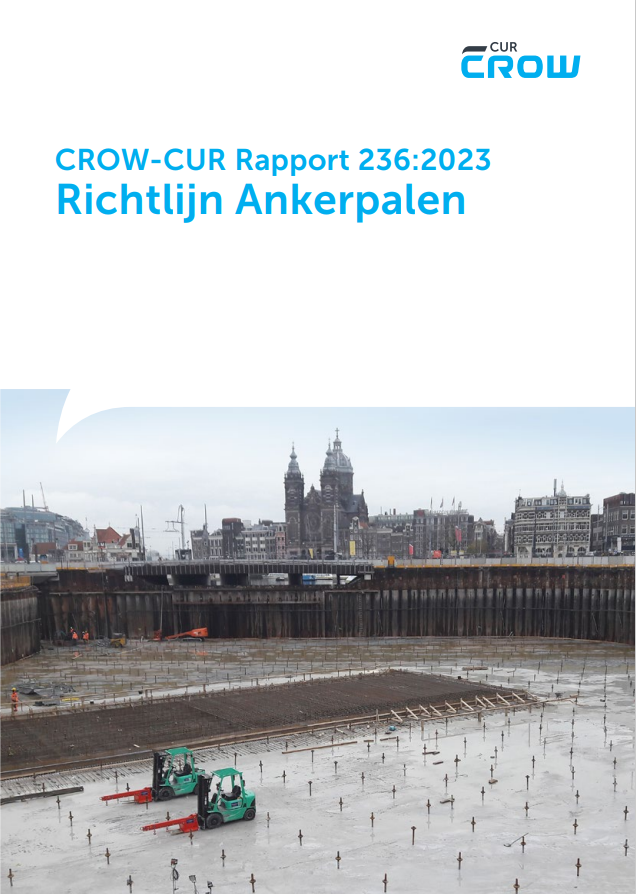 CUR
CROW
CROW-CUR Rapport 236:2023
Richtlijn Ankerpalen